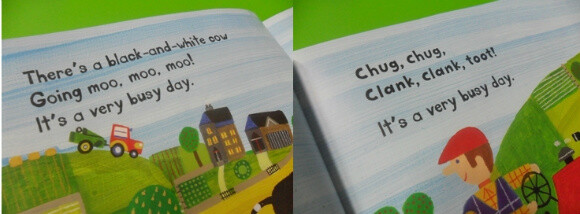 There's a black-and-white cow
Going moo, moo, moo!
It's a very busy day.
Chug, chug,
Clank, clank, toot!
It's a very busy day.